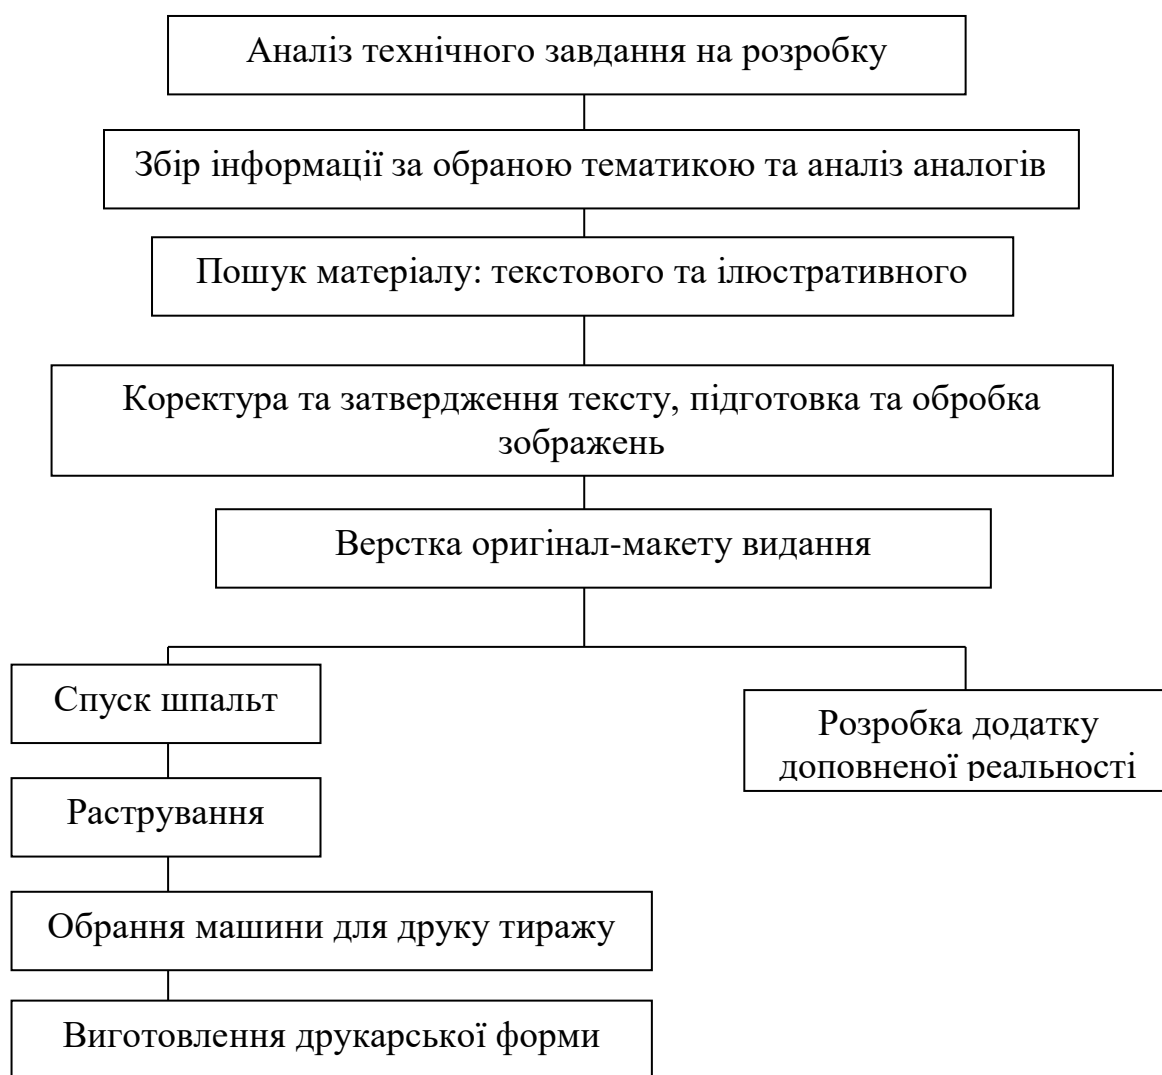 Аналіз технічного завдання на розробку
Збір інформації за обраною тематикою та аналіз аналогів
Пошук матеріалу: текстового та ілюстративного
Коректура та затвердження тексту, підготовка та обробка
зображень
Верстка оригінал-макету видання
Спуск шпальт
Розробка додатку
доповненої реальності
Растрування
Обрання машини для друку тиражу
Виготовлення друкарської форми